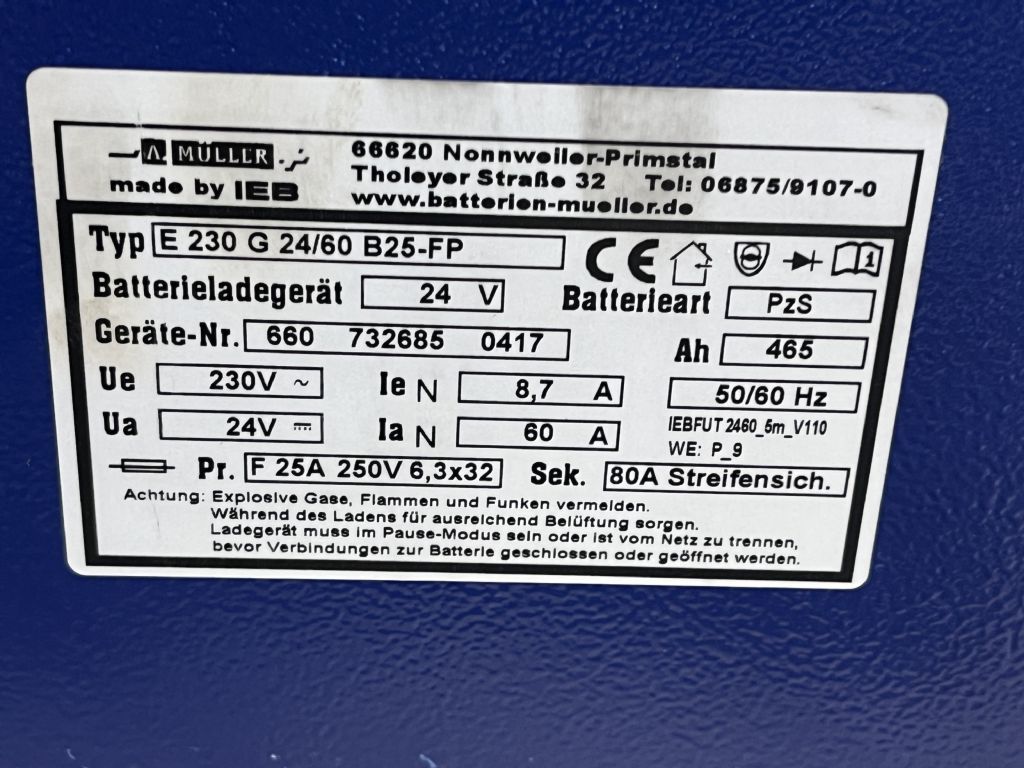 A. MÜLLER
made by IEB
66620 Nonnweiler-Primstal
Tholeyer Straße 32 Tel: 06875/9107-0
www.batterien-mueller.de
Typ E 230 G 24/60 B25-FP CE 1
Batterieladegerät 24 V Batterieart PzS
Geräte-Nr. 660 732685 0417 Ah 465
Ue 230V ~ Ie N 8,7 A 50/60 Hz
Ua 24V Ia N 60 A IEBFUT 2460_5m_V110
WE: P_9
Pr. F 25A 250V 6,3x32 Sek. 80A Streifensich.
Achtung: Explosive Gase, Flammen und Funken vermeiden.
Während des Ladens für ausreichend Belüftung sorgen.
Ladegerät muss im Pause-Modus sein oder ist vom Netz zu trennen,
bevor Verbindungen zur Batterie geschlossen oder geöffnet werden.